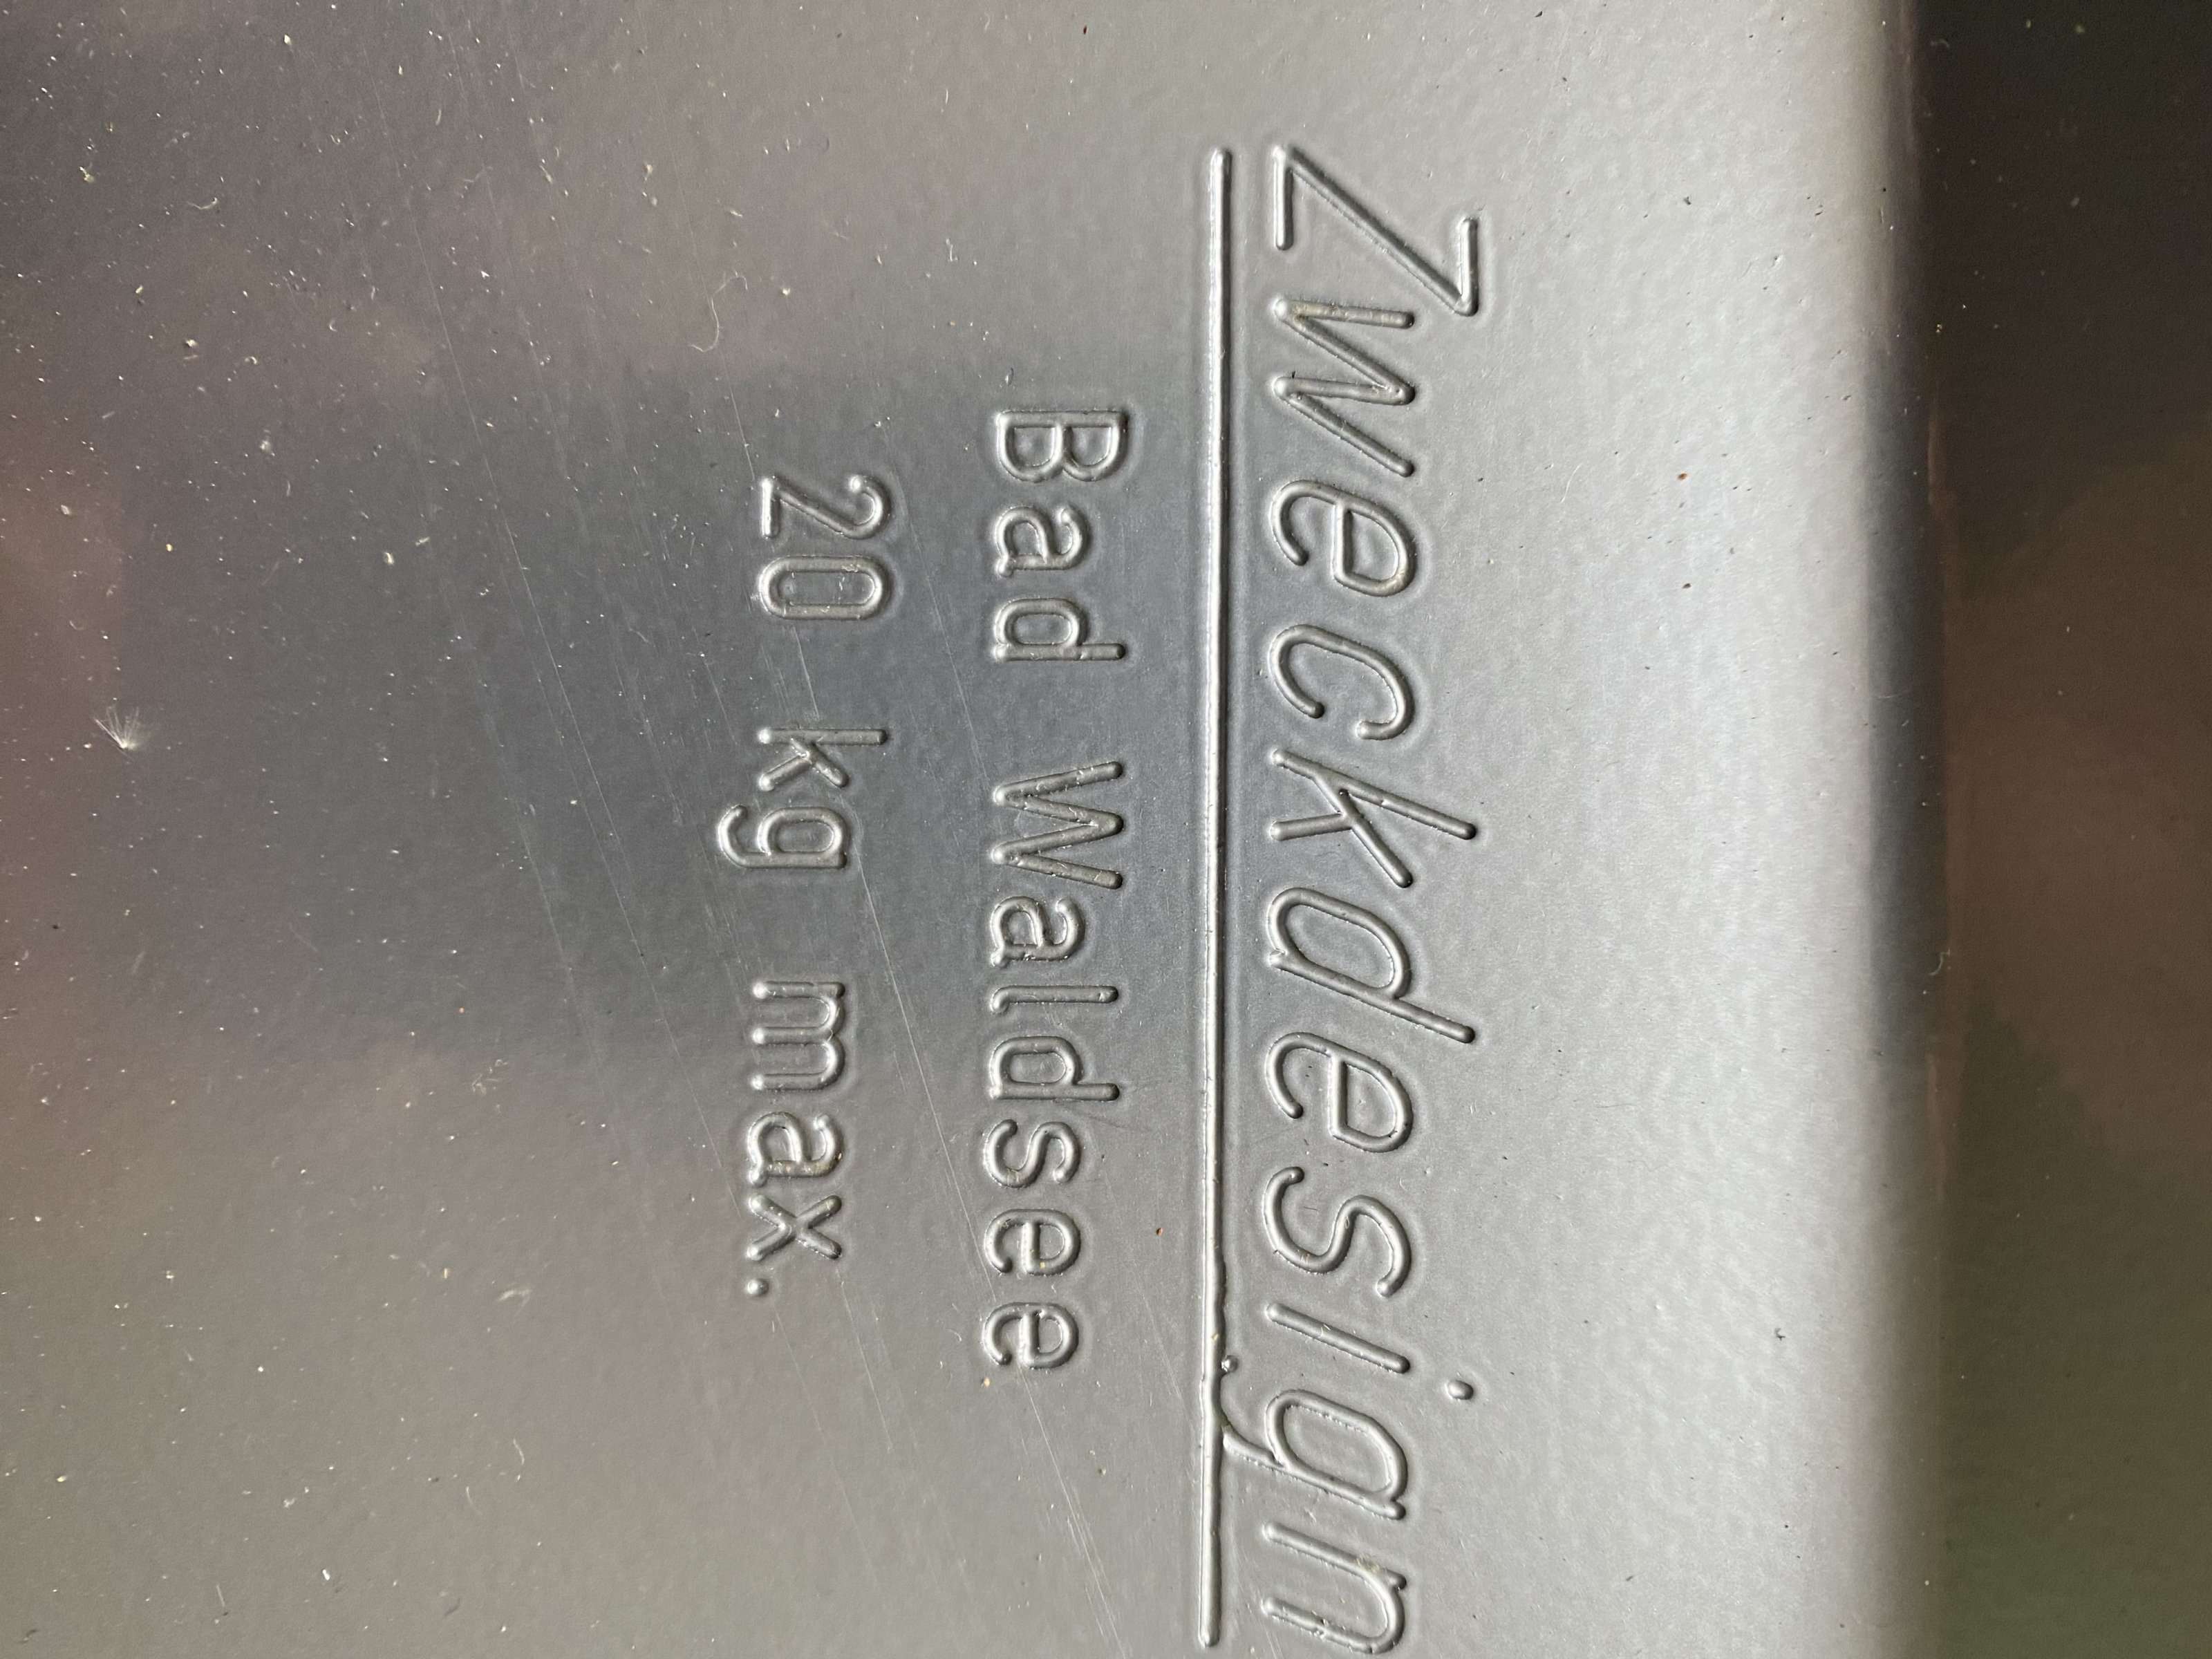 Zweckdesign
Bad Waldsee
20 kg max.